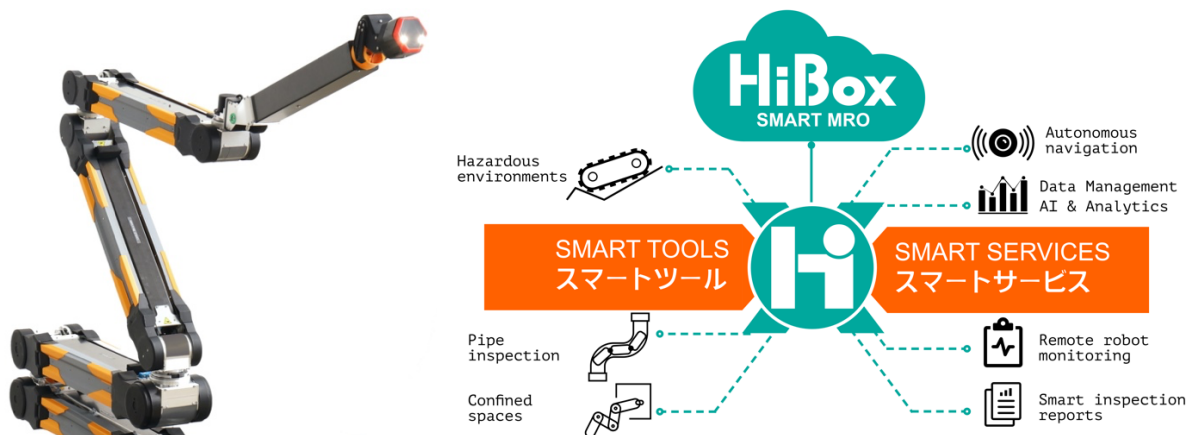 HiBox
SMART MRO
Hazardous
environments
Autonomous
navigation
Data Management
AI & Analytics
SMART TOOLS
スマートツール
Hi
SMART SERVICES
スマートサービス
Pipe
inspection
Remote robot
monitoring
Confined
spaces
Smart inspection
reports